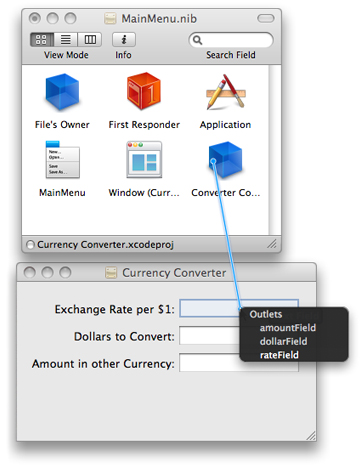 MainMenu.nib
View Mode
Info
Search Field
File's Owner
First Responder
Application
New...
Open...
Save
Save As...
MainMenu
Window (Curr...
Converter Co...
Currency Converter.xcodeproj
Currency Converter
Exchange Rate per $1:
Dollars to Convert:
Amount in other Currency:
Outlets
amountField
dollarField
rateField